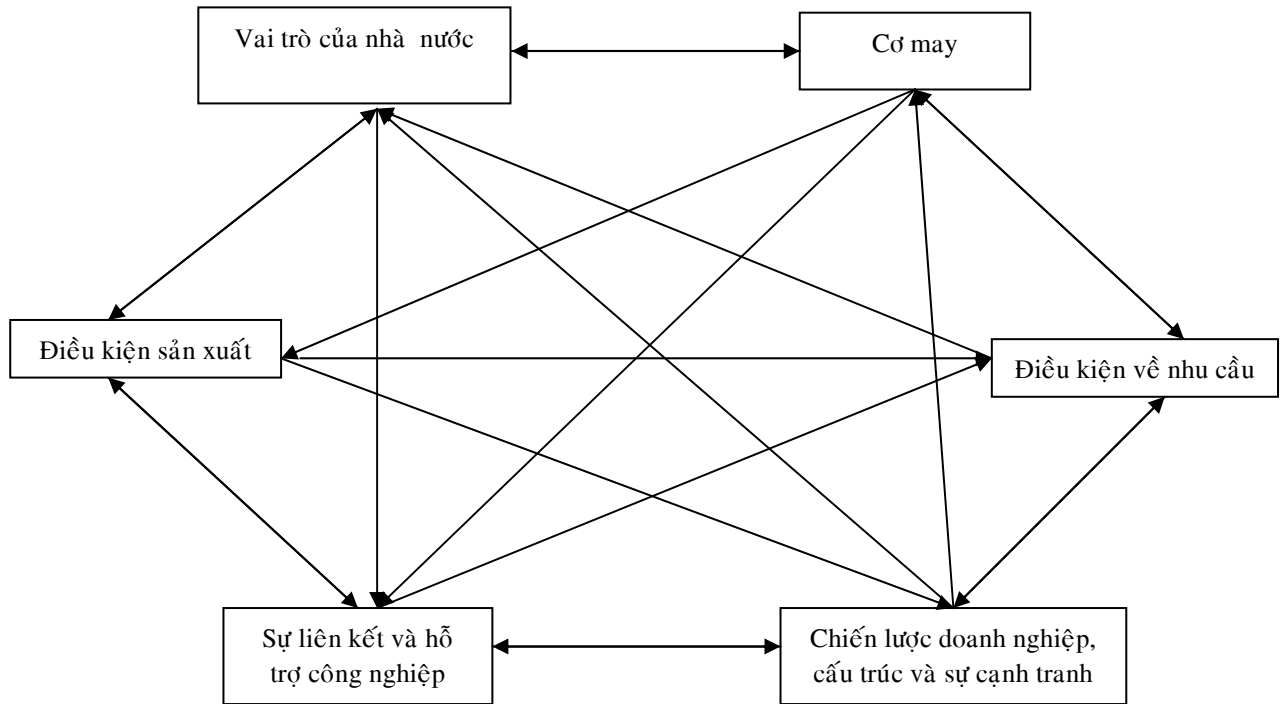 Vai trò của nhà nước
Cơ may
Điều kiện sản xuất
Điều kiện về nhu cầu
Sự liên kết và hỗ
trợ công nghiệp
Chiến lược doanh nghiệp,
cấu trúc và sự cạnh tranh